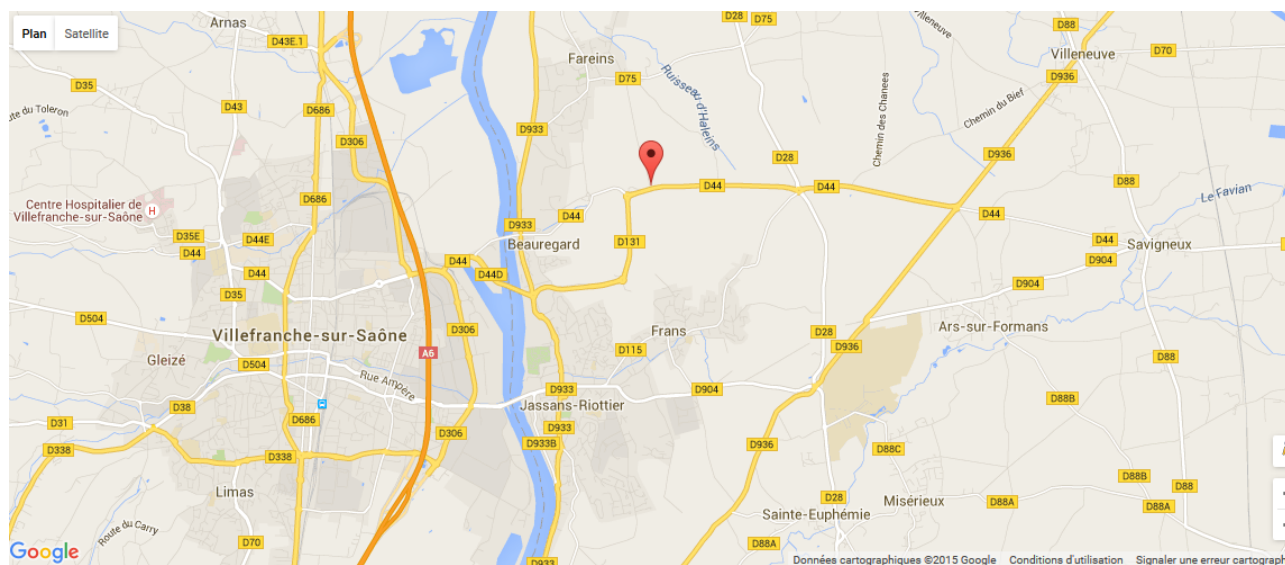 Plan
Satellite
Arnas
D43E.1
D28
D75
Villeneuve
D88
Villeneuve
D70
Fareins
D75
D936
D35
D43
D686
Route du Toleron
Ruisseau d'Haleins
Chemin des Chanees
Chemin du Bief
D306
D933
D28
D936
D44
D44
D88
Le Favian
Centre Hospitalier de
Villefranche-sur-Saône
H
D686
D44
D933
D44
D35E
D44E
D44
Beauregard
D131
D44
Savigneux
D44
D44
D44D
D904
D35
D904
D504
Villefranche-sur-Saône
D306
Frans
D28
Ars-sur-Formans
Gleizé
D504
A6
D115
D936
D88
Rue Ampère
D933
D904
D38
Jassans-Riottier
D88B
D31
D686
D933
D306
D933B
D936
D338
D338
D88C
D88B
Limas
D88
D28
Misérieux
D88A
D88A
Sainte-Euphémie
Route du Carry
D70
D88A
D933
Google
Données cartographiques ©2015 Google
Conditions d'utilisation
Signaler une erreur cartograph